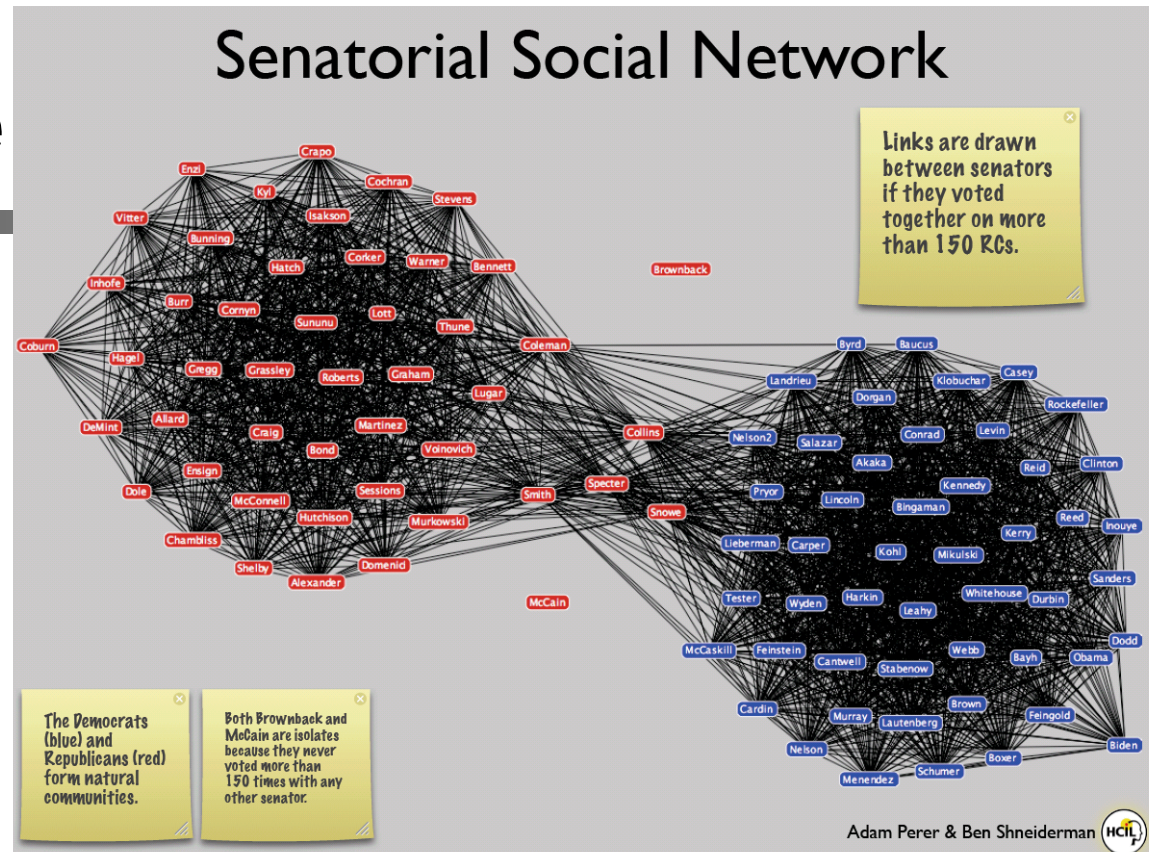 Senatorial Social Network
e
Links are drawn
between senators
if they voted
together on more
than 150 RCs.
Crapo
Enzi
Kyl
Cochran
Stevens
Vitter
Isakson
Bunning
Corker
Warner
Hatch
Bennett
Brownback
Inhofe
Burr
Cornyn
Lott
Sununu
Thune
Coburn
Coleman
Hagel
Gregg
Grassley
Roberts
Graham
Lugar
Allard
DeMint
Craig
Martinez
Collins
Bond
Voinovich
Ensign
Dole
McConnell
Sessions
Smith
Specter
Hutchison
Murkowski
Snowe
Chambliss
Shelby
Alexander
Domenici
McCain
Byrd
Baucus
Landrieu
Klobuchar
Casey
Dorgan
Rockefeller
Nelson2
Salazar
Conrad
Levin
Akaka
Reid
Clinton
Pryor
Lincoln
Kennedy
Bingaman
Reed
Inouye
Kerry
Lieberman
Carper
Kohl
Mikulski
Sanders
Tester
Wyden
Harkin
Whitehouse
Durbin
Leahy
McCaskill
Feinstein
Cantwell
Stabenow
Webb
Bayh
Obama
Dodd
Cardin
Murray
Lautenberg
Brown
Feingold
Nelson
Menendez
Schumer
Boxer
Biden
The Democrats
(blue) and
Republicans (red)
form natural
communities.
Both Brownback and
McCain are isolates
because they never
voted more than
150 times with any
other senator.
Adam Perer & Ben Shneiderman
HCIL